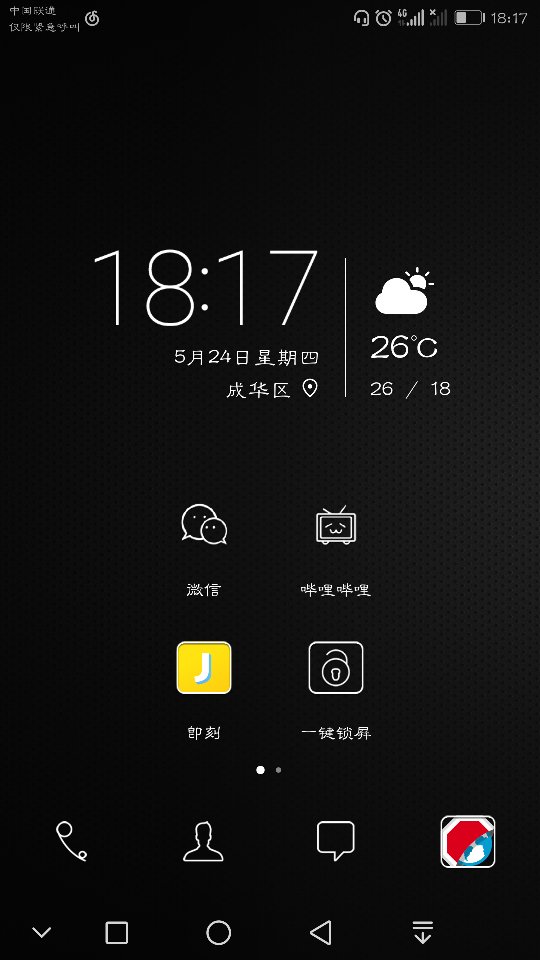 中国联通
仅限紧急呼叫
4G
18:17
18:17
5月24日星期四
成华区
26°C
26 / 18
微信
哔哩哔哩
即刻
一键锁屏